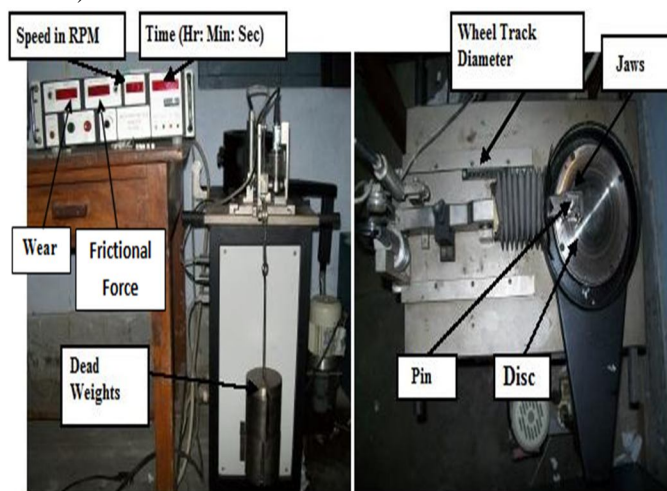 Speed in RPM
Time (Hr: Min: Sec)
Wear
Frictional
Force
Dead
Weights
Wheel Track
Diameter
Jaws
Pin
Disc